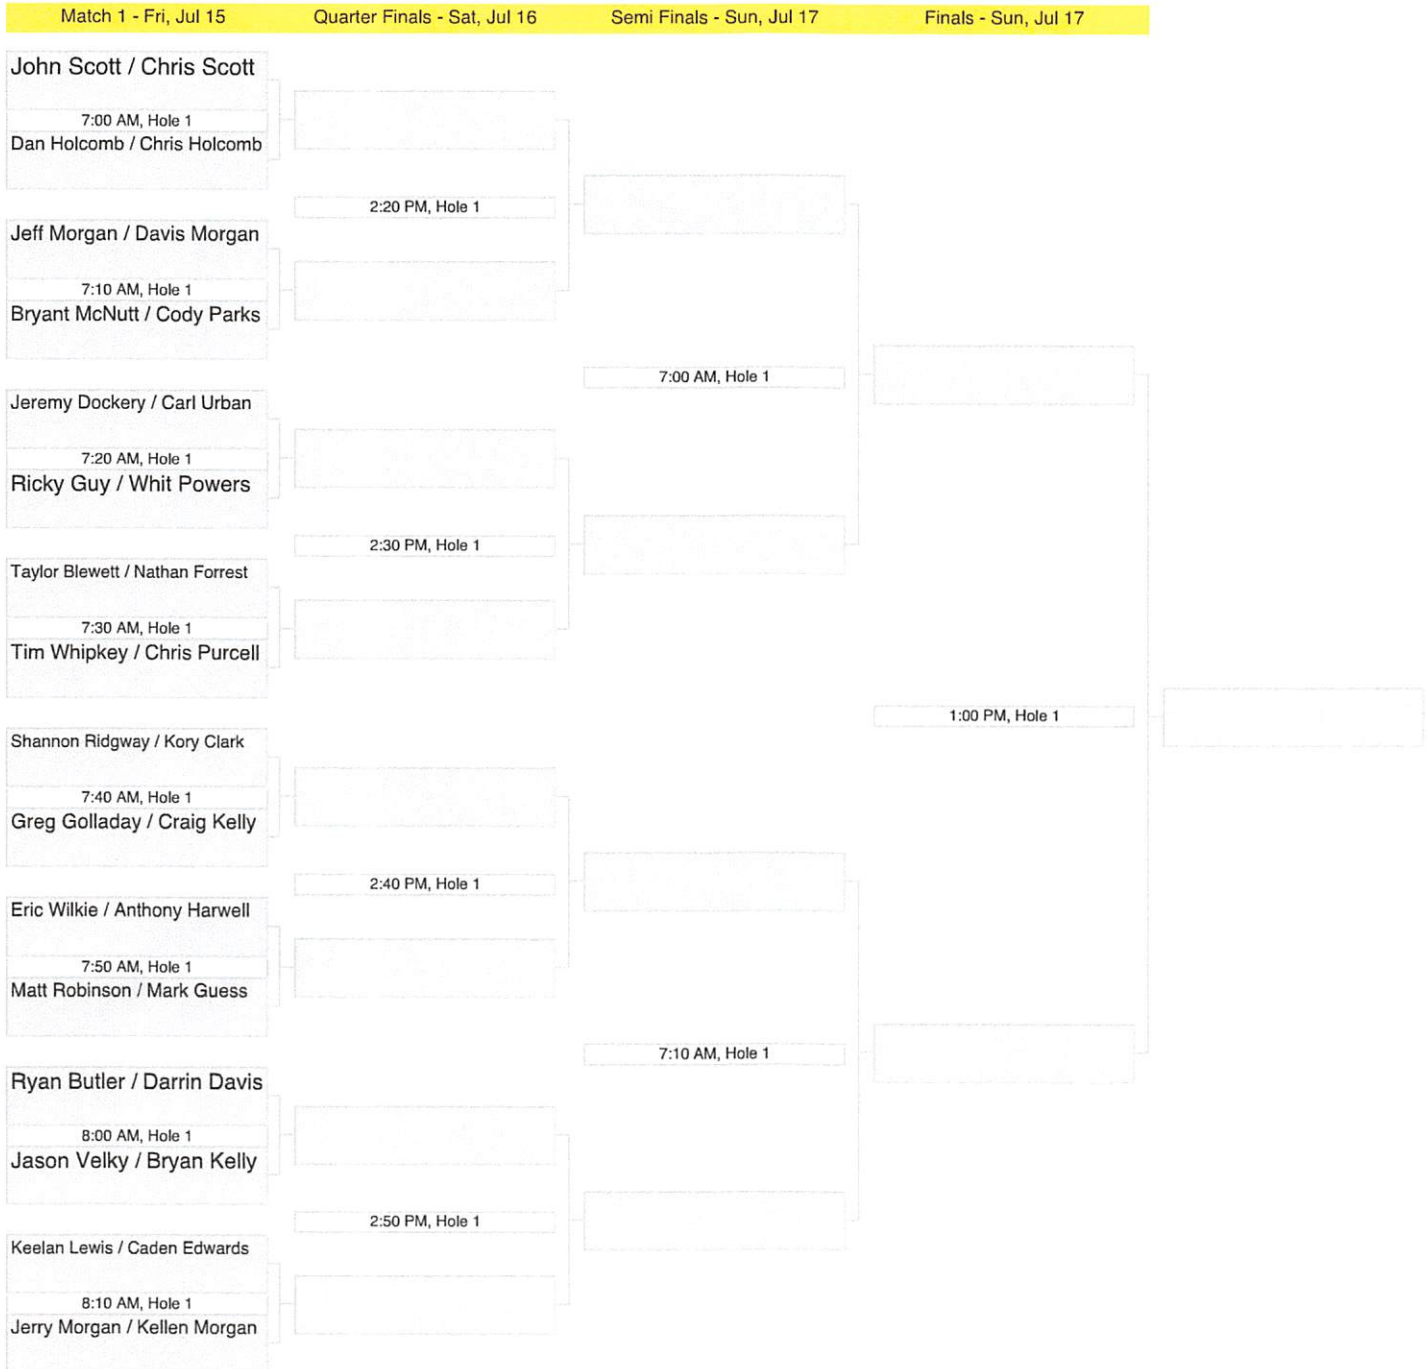 Match 1 - Fri, Jul 15
Quarter Finals - Sat, Jul 16
Semi Finals - Sun, Jul 17
Finals - Sun, Jul 17
John Scott / Chris Scott
7:00 AM, Hole 1
Dan Holcomb / Chris Holcomb
Jeff Morgan / Davis Morgan
7:10 AM, Hole 1
Bryant McNutt / Cody Parks
Jeremy Dockery / Carl Urban
7:20 AM, Hole 1
Ricky Guy / Whit Powers
Taylor Blewett / Nathan Forrest
7:30 AM, Hole 1
Tim Whipkey / Chris Purcell
Shannon Ridgway / Kory Clark
7:40 AM, Hole 1
Greg Golladay / Craig Kelly
Eric Wilkie / Anthony Harwell
7:50 AM, Hole 1
Matt Robinson / Mark Guess
Ryan Butler / Darrin Davis
8:00 AM, Hole 1
Jason Velky / Bryan Kelly
Keelan Lewis / Caden Edwards
8:10 AM, Hole 1
Jerry Morgan / Kellen Morgan
2:20 PM, Hole 1
2:30 PM, Hole 1
2:40 PM, Hole 1
2:50 PM, Hole 1
7:00 AM, Hole 1
7:10 AM, Hole 1
1:00 PM, Hole 1